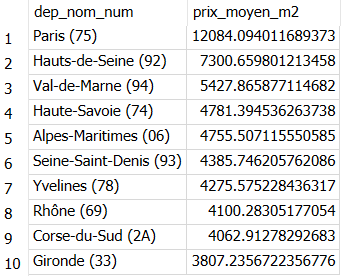 dep_nom_num prix_moyen_m2
1 Paris (75) 12084.094011689373
2 Hauts-de-Seine (92) 7300.659801213458
3 Val-de-Marne (94) 5427.865877114682
4 Haute-Savoie (74) 4781.394536263738
5 Alpes-Maritimes (06) 4755.507115550585
6 Seine-Saint-Denis (93) 4385.746205762086
7 Yvelines (78) 4275.575228436317
8 Rhône (69) 4100.28305177054
9 Corse-du-Sud (2A) 4062.91278292683
10 Gironde (33) 3807.2356722356776